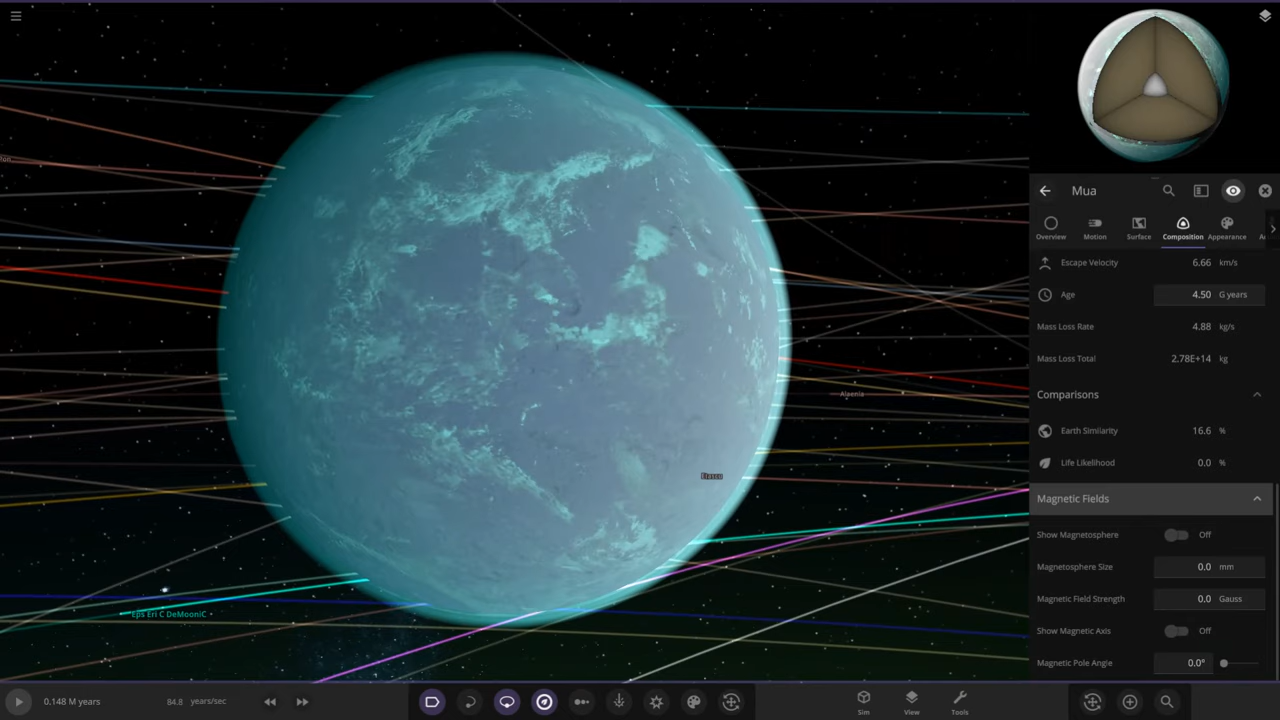 Mua
Overview
Motion
Surface
Composition
Appearance
Escape Velocity 6.66 km/s
Age 4.50 G years
Mass Loss Rate 4.88 kg/s
Mass Loss Total 2.78E+14 kg
Comparisons
Earth Similarity 16.6 %
Life Likelihood 0.0 %
Magnetic Fields
Show Magnetosphere Off
Magnetosphere Size 0.0 mm
Magnetic Field Strength 0.0 Gauss
Show Magnetic Axis Off
Magnetic Pole Angle 0.0°
Eps Eri C DeMooniC
0.148 M years
84.8 years/sec
Sim
View
Tools